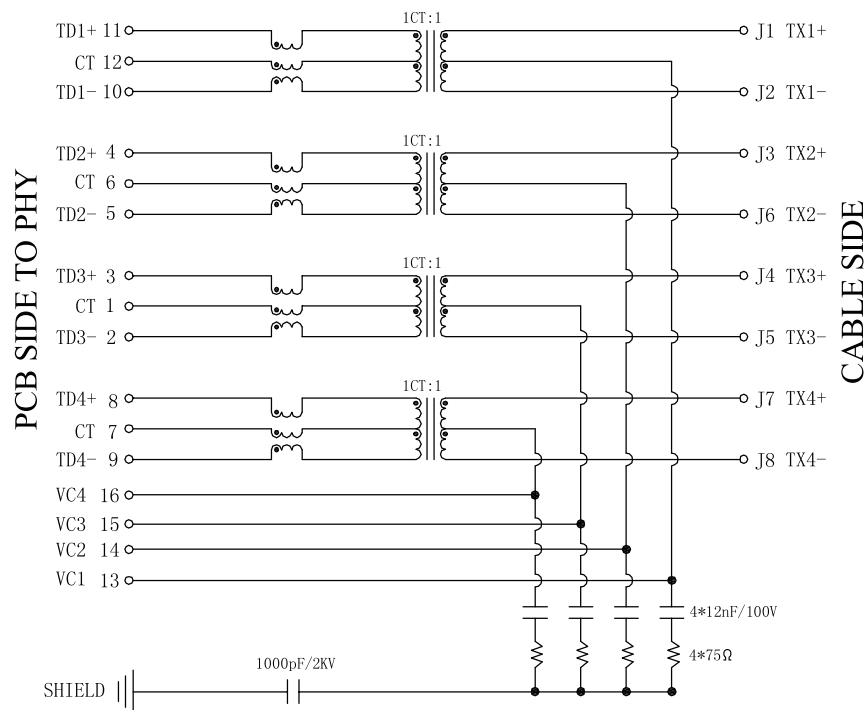 1CT:1
TD1+ 11
J1 TX1+
CT 12
TD1- 10
J2 TX1-
1CT:1
TD2+ 4
J3 TX2+
CT 6
TD2- 5
J6 TX2-
PCB SIDE TO PHY
CABLE SIDE
1CT:1
TD3+ 3
J4 TX3+
CT 1
TD3- 2
J5 TX3-
1CT:1
TD4+ 8
J7 TX4+
CT 7
TD4- 9
J8 TX4-
VC4 16
VC3 15
VC2 14
VC1 13
4*12nF/100V
4*75Ω
1000pF/2KV
SHIELD